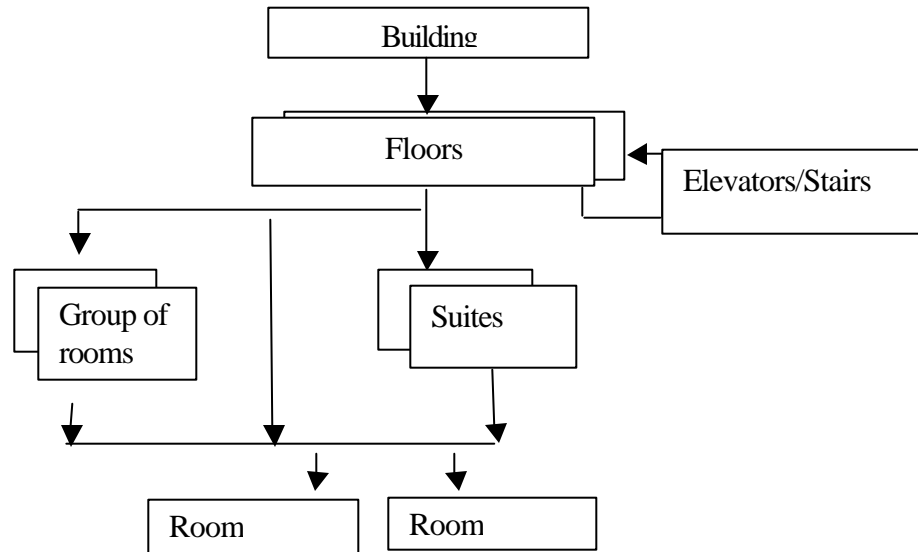 Building
Floors
Elevators/Stairs
Group of
rooms
Suites
Room
Room